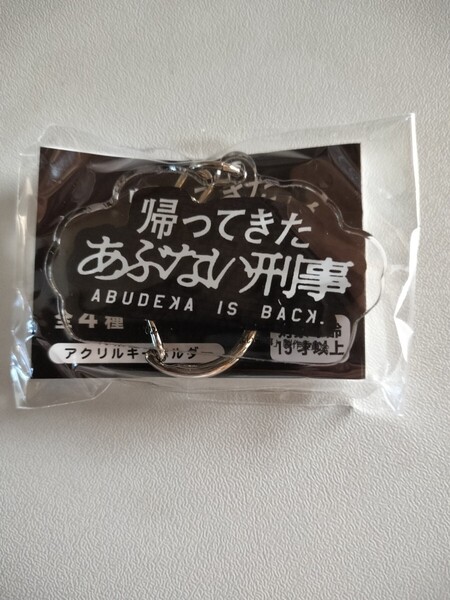 帰ってきた
あぶない刑事
ABUDEKA IS BACK.
全4種
アクリルキーホルダー
15才以上